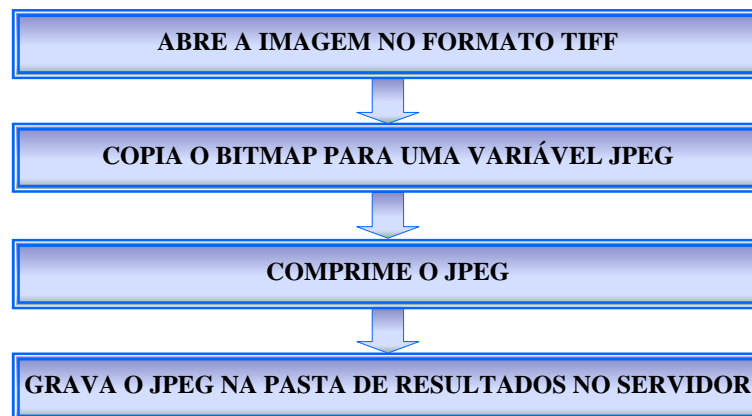 ABRE A IMAGEM NO FORMATO TIFF
COPIA O BITMAP PARA UMA VARIÁVEL JPEG
COMPRIME O JPEG
GRAVA O JPEG NA PASTA DE RESULTADOS NO SERVIDOR